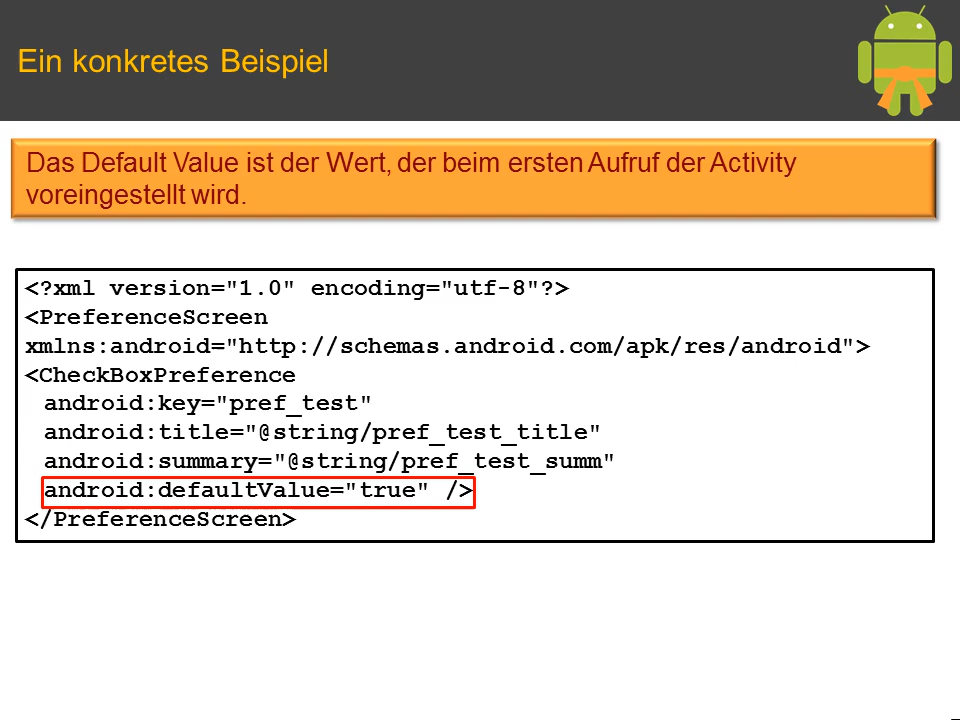 Ein konkretes Beispiel
Das Default Value ist der Wert, der beim ersten Aufruf der Activity
voreingestellt wird.
<?xml version="1.0" encoding="utf-8"?>
<PreferenceScreen
xmlns:android="http://schemas.android.com/apk/res/android">
<CheckBoxPreference
android:key="pref_test"
android:title="@string/pref_test_title"
android:summary="@string/pref_test_summ"
android:defaultValue="true" />
</PreferenceScreen>